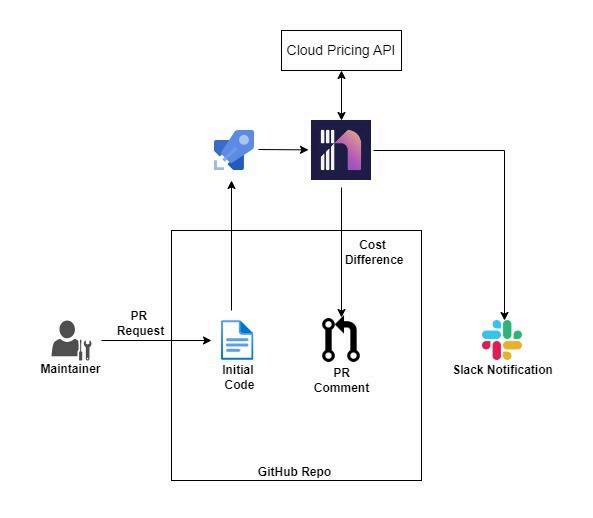 Cloud Pricing API
Cost
Difference
PR
Request
Maintainer
Initial
Code
PR
Comment
Slack Notification
GitHub Repo